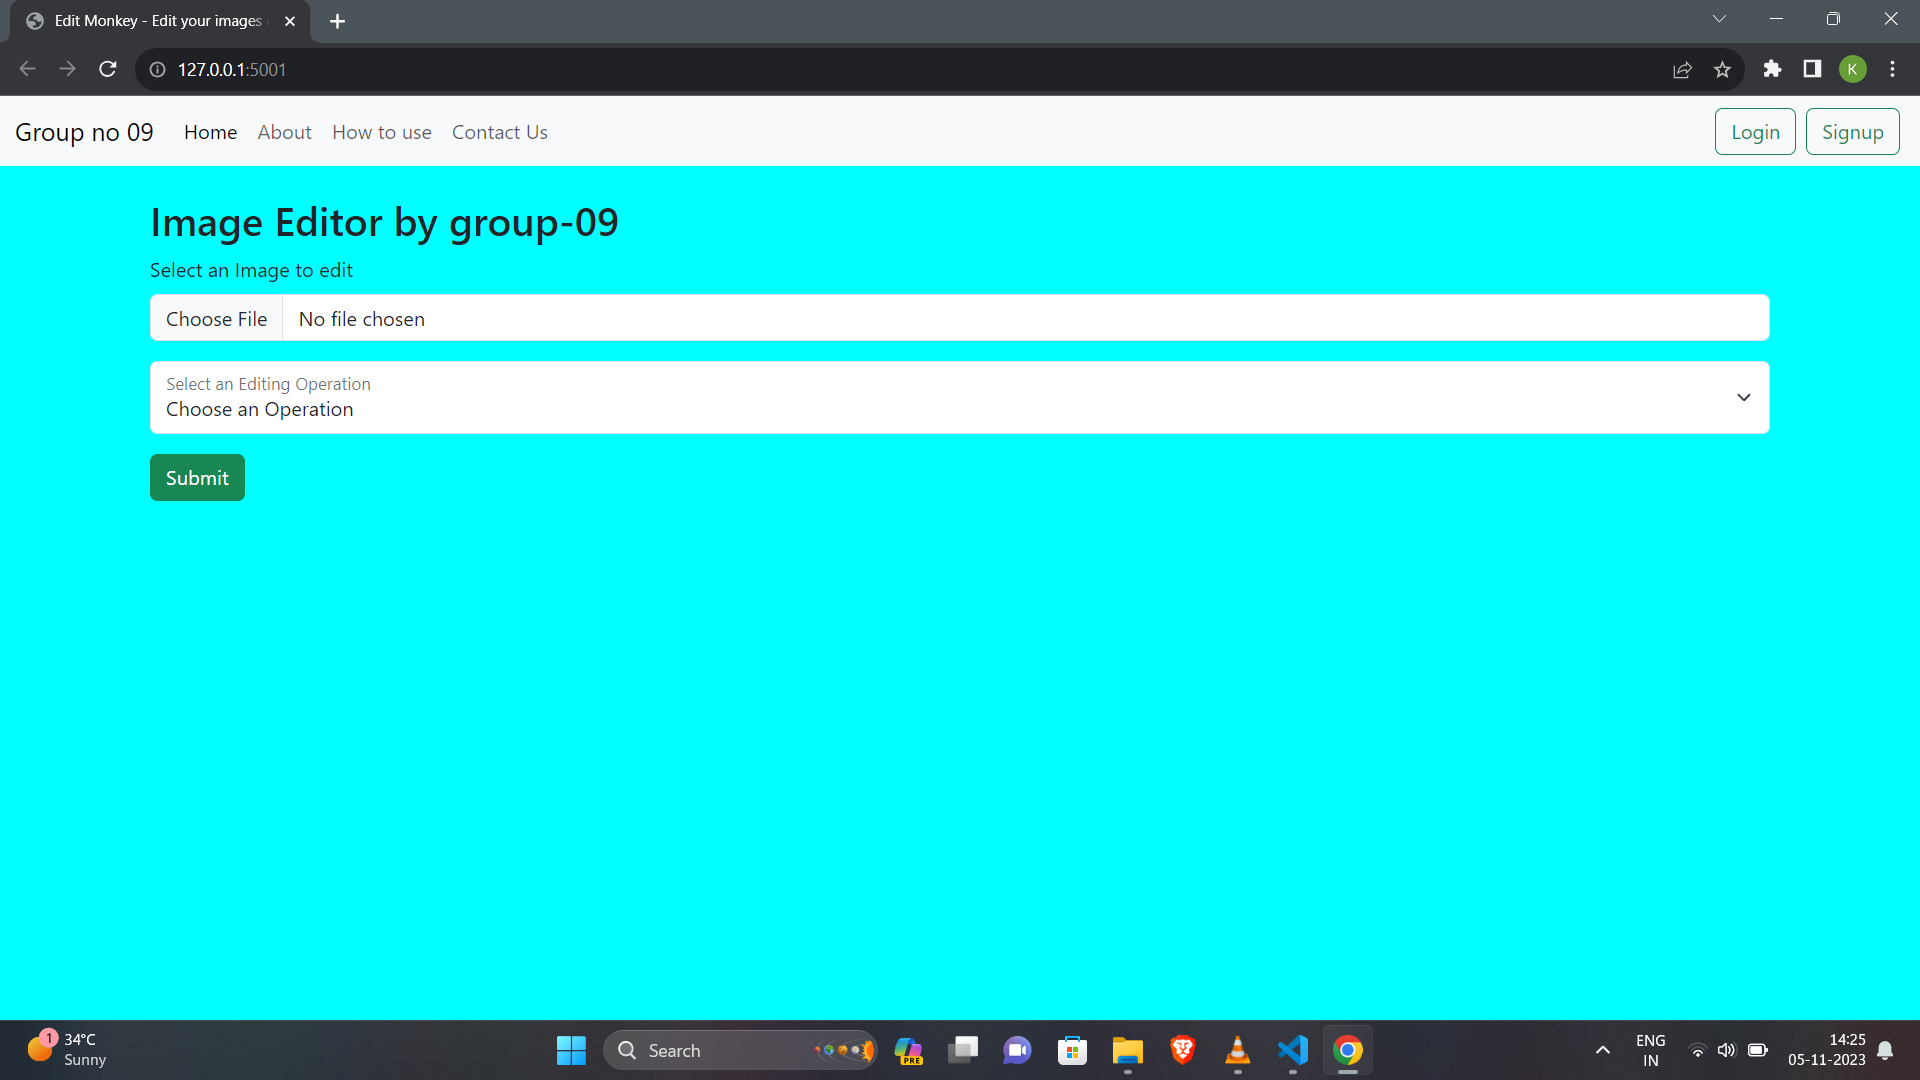 Edit Monkey - Edit your images
127.0.0.1:5001
K
Group no 09 Home About How to use Contact Us Login Signup
Image Editor by group-09
Select an Image to edit
Choose File No file chosen
Select an Editing Operation
Choose an Operation
Submit
1 34°C
Sunny
Search
PRE
ENG
IN
14:25
05-11-2023